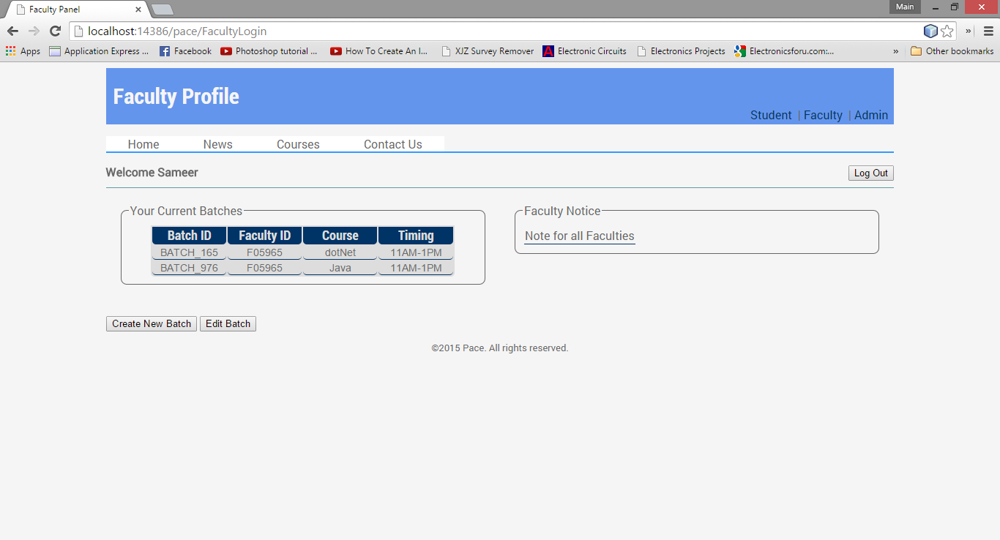 Faculty Panel
Main
localhost:14386/pace/FacultyLogin
Apps Application Express ... Facebook Photoshop tutorial ... How To Create An I... XJZ Survey Remover A Electronic Circuits Electronics Projects Electronicsforu.com:... » Other bookmarks
Faculty Profile
Student | Faculty | Admin
Home News Courses Contact Us
Welcome Sameer
Log Out
Your Current Batches
Batch ID Faculty ID Course Timing
BATCH_165 F05965 dotNet 11AM-1PM
BATCH_976 F05965 Java 11AM-1PM
Faculty Notice
Note for all Faculties
Create New Batch Edit Batch
©2015 Pace. All rights reserved.